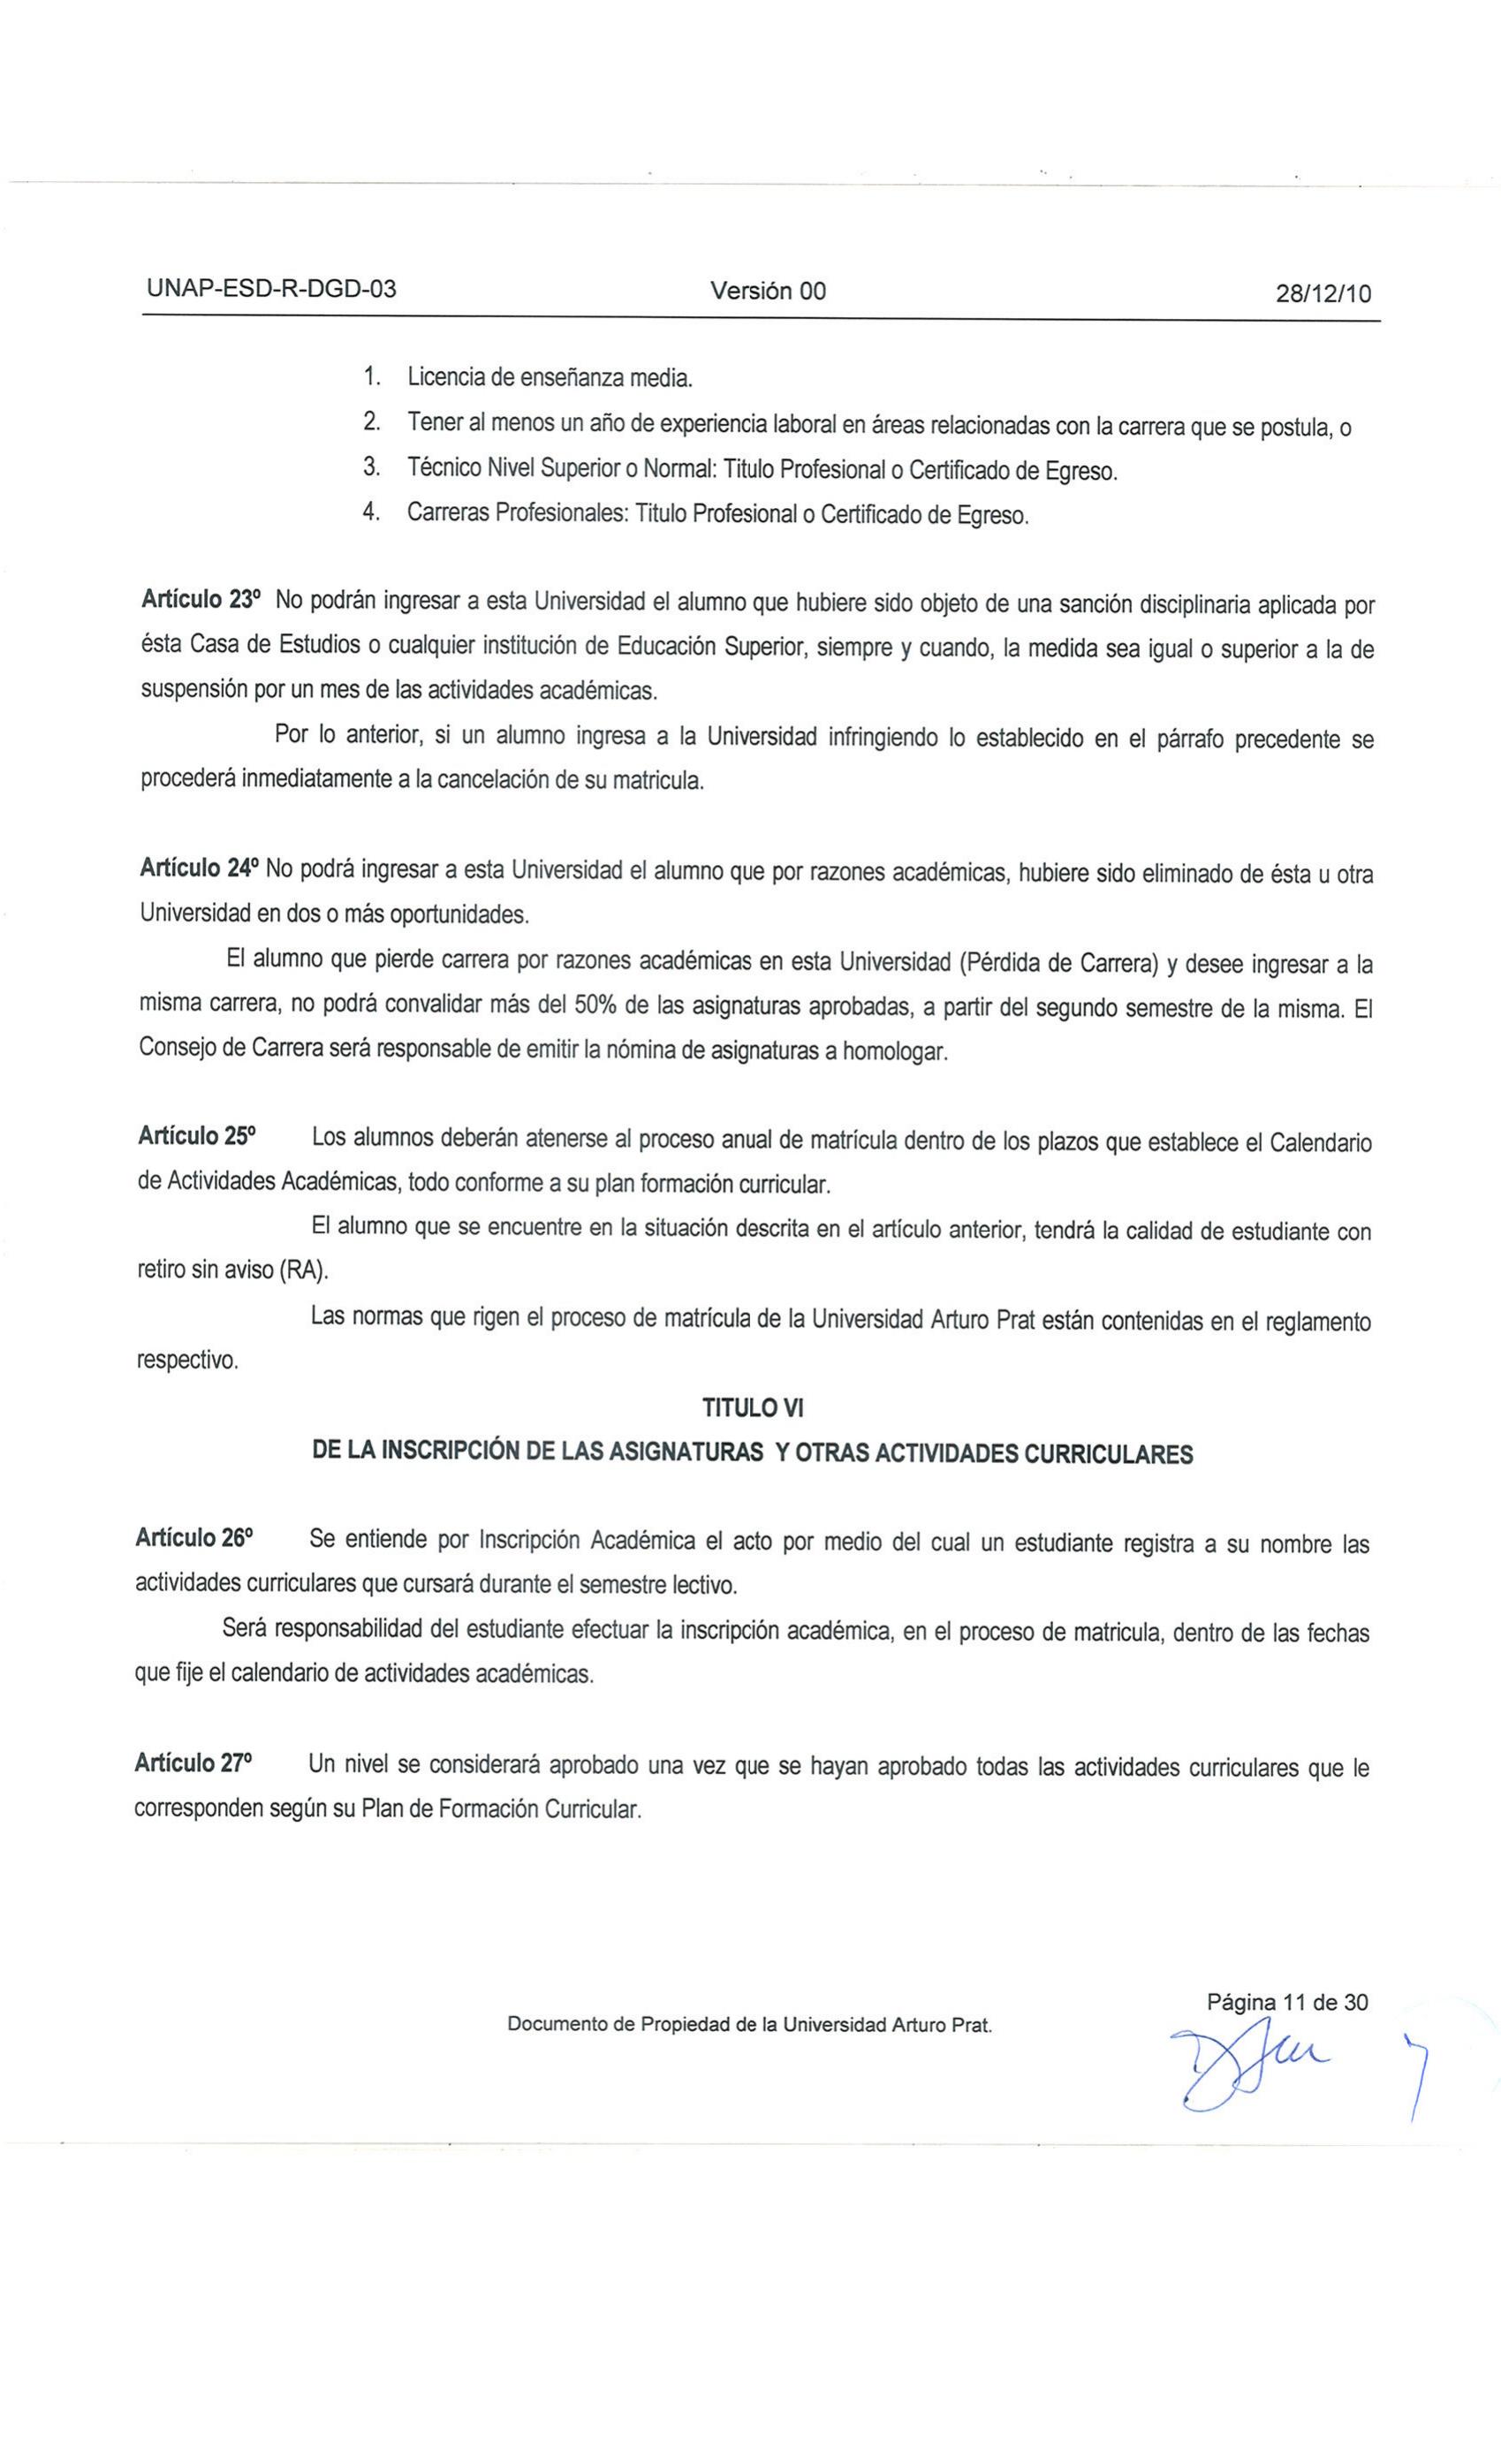 UNAP-ESD-R-DGD-03 Versión 00 28/12/10
1. Licencia de enseñanza media.
2. Tener al menos un año de experiencia laboral en áreas relacionadas con la carrera que se postula, o
3. Técnico Nivel Superior o Normal: Titulo Profesional o Certificado de Egreso.
4. Carreras Profesionales: Titulo Profesional o Certificado de Egreso.
Artículo 23º No podrán ingresar a esta Universidad el alumno que hubiere sido objeto de una sanción disciplinaria aplicada por
ésta Casa de Estudios o cualquier institución de Educación Superior, siempre y cuando, la medida sea igual o superior a la de
suspensión por un mes de las actividades académicas.
Por lo anterior, si un alumno ingresa a la Universidad infringiendo lo establecido en el párrafo precedente se
procederá inmediatamente a la cancelación de su matricula.
Artículo 24º No podrá ingresar a esta Universidad el alumno que por razones académicas, hubiere sido eliminado de ésta u otra
Universidad en dos o más oportunidades.
El alumno que pierde carrera por razones académicas en esta Universidad (Pérdida de Carrera) y desee ingresar a la
misma carrera, no podrá convalidar más del 50% de las asignaturas aprobadas, a partir del segundo semestre de la misma. El
Consejo de Carrera será responsable de emitir la nómina de asignaturas a homologar.
Artículo 25º Los alumnos deberán atenerse al proceso anual de matrícula dentro de los plazos que establece el Calendario
de Actividades Académicas, todo conforme a su plan formación curricular.
El alumno que se encuentre en la situación descrita en el artículo anterior, tendrá la calidad de estudiante con
retiro sin aviso (RA).
Las normas que rigen el proceso de matrícula de la Universidad Arturo Prat están contenidas en el reglamento
respectivo.
TITULO VI
DE LA INSCRIPCIÓN DE LAS ASIGNATURAS Y OTRAS ACTIVIDADES CURRICULARES
Artículo 26º Se entiende por Inscripción Académica el acto por medio del cual un estudiante registra a su nombre las
actividades curriculares que cursará durante el semestre lectivo.
Será responsabilidad del estudiante efectuar la inscripción académica, en el proceso de matricula, dentro de las fechas
que fije el calendario de actividades académicas.
Artículo 27º Un nivel se considerará aprobado una vez que se hayan aprobado todas las actividades curriculares que le
corresponden según su Plan de Formación Curricular.
Página 11 de 30
Documento de Propiedad de la Universidad Arturo Prat.